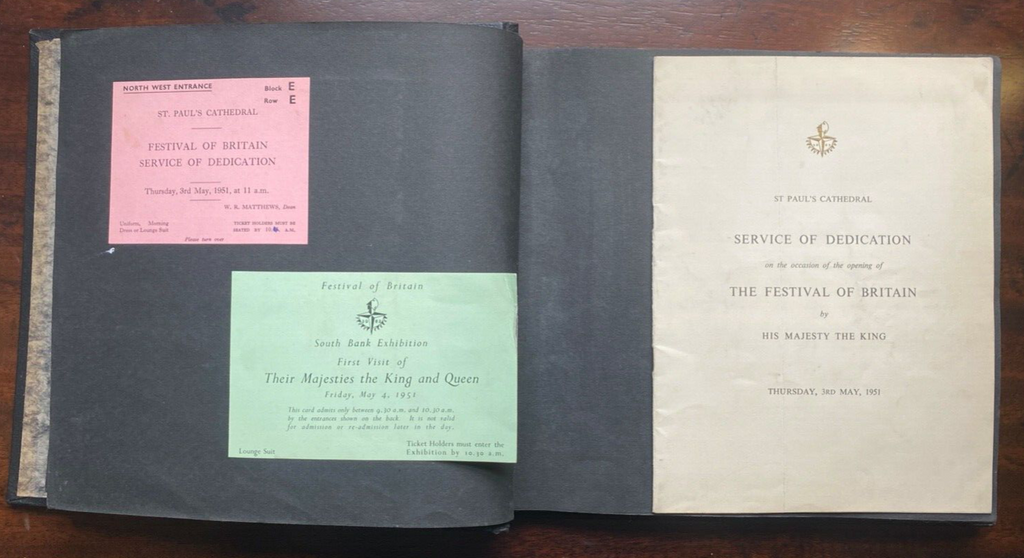 NORTH WEST ENTRANCE
Block E
Row E
ST. PAUL'S CATHEDRAL
FESTIVAL OF BRITAIN
SERVICE OF DEDICATION
Thursday, 3rd May, 1951, at 11 a.m.
W. R. MATTHEWS, Dean
Uniform, Morning
Dress or Lounge Suit
TICKET HOLDERS MUST BE
SEATED BY A.M.
Please turn over
Festival of Britain
South Bank Exhibition
First Visit of
Their Majesties the King and Queen
Friday, May 4, 1951
This card admits only between 9.30 a.m. and 10.30 a.m.
by the entrance shown on the back. It is not valid
for admission or re-admission later in the day.
Lounge Suit
Ticket Holders must enter the
Exhibition by 10.30 a.m.
ST PAUL'S CATHEDRAL
SERVICE OF DEDICATION
on the occasion of the opening of
THE FESTIVAL OF BRITAIN
by
HIS MAJESTY THE KING
THURSDAY, 3RD MAY, 1951